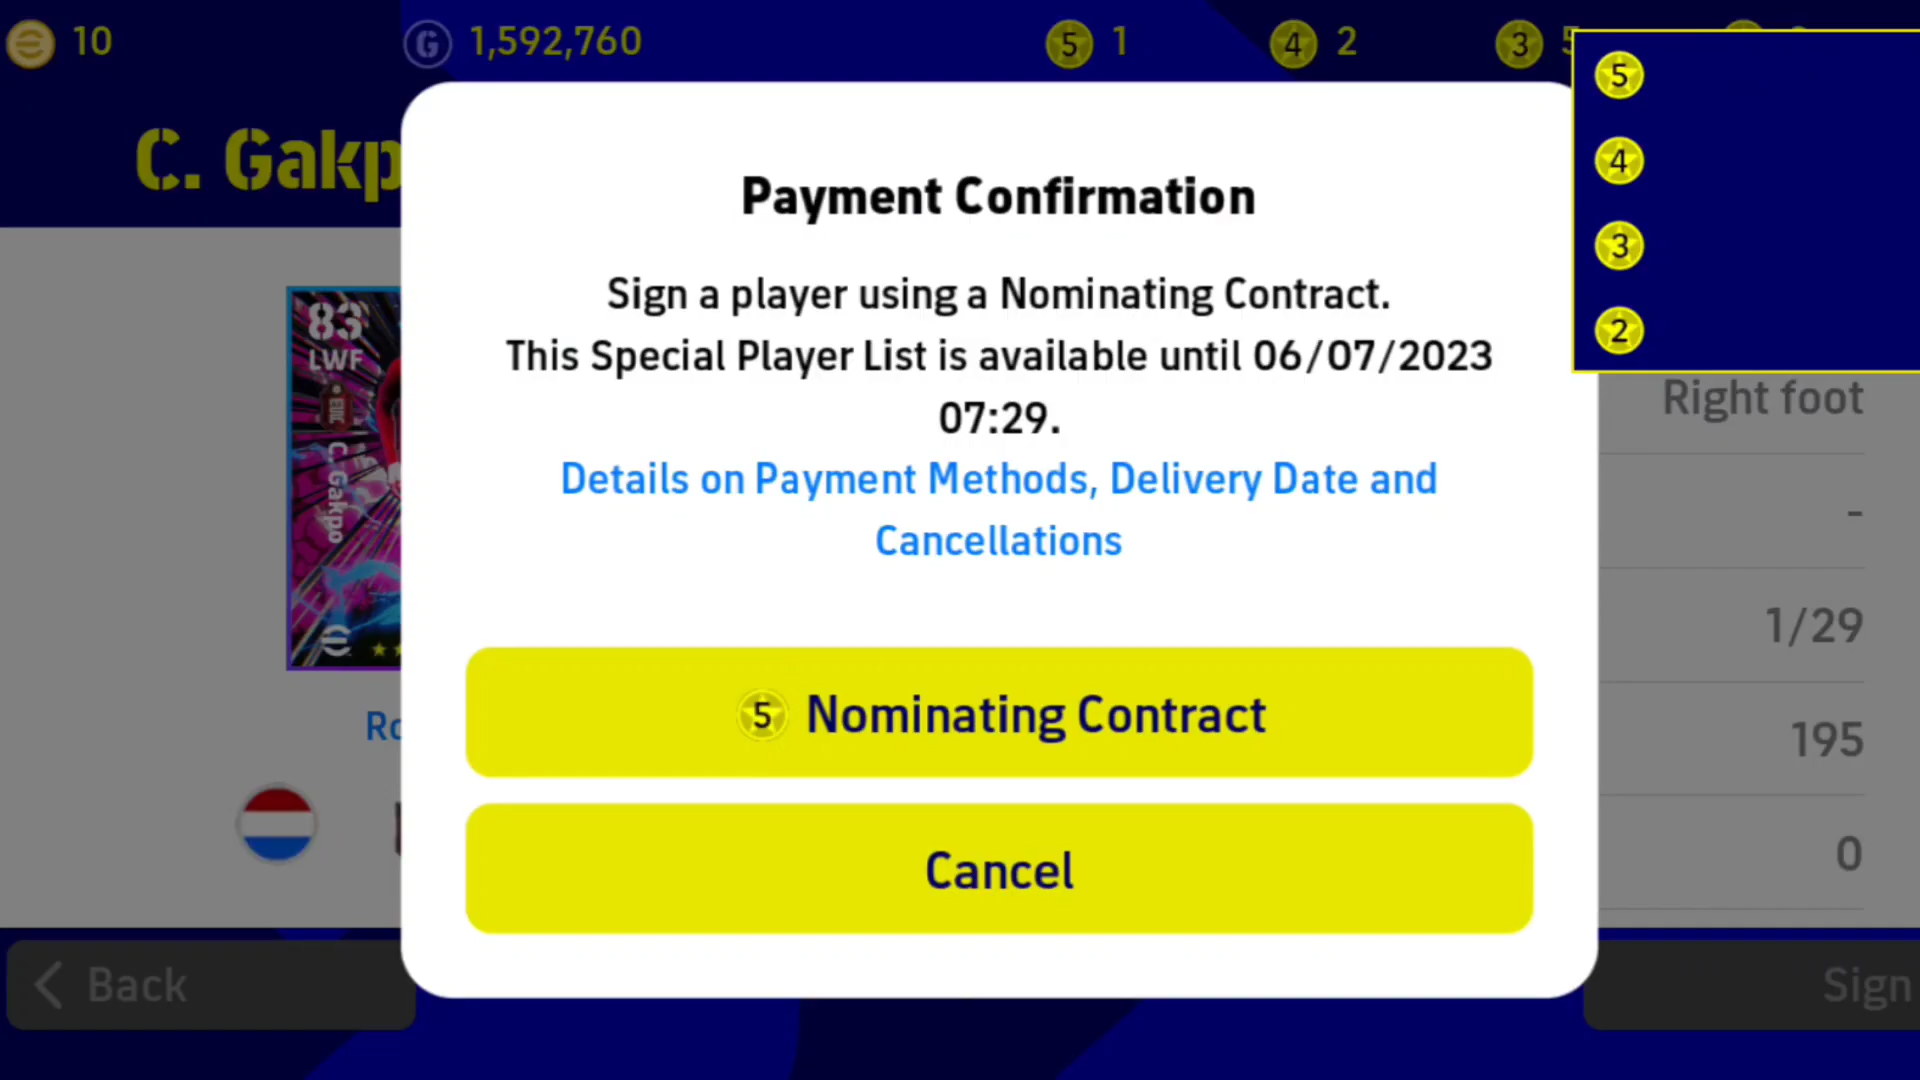 10
1,592,760
5 1
4 2
3
5
4
3
2
C. Gakp
Payment Confirmation
Sign a player using a Nominating Contract.
This Special Player List is available until 06/07/2023
07:29.
Details on Payment Methods, Delivery Date and
Cancellations
83
LWF
C. Gakpo
Right foot
-
1/29
195
0
5 Nominating Contract
Cancel
Back
Sign